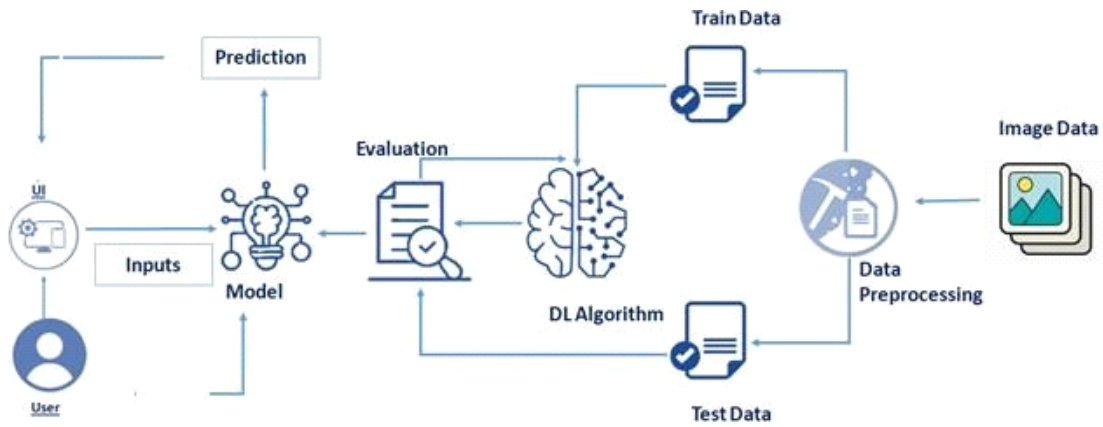 Train Data
Prediction
Image Data
Evaluation
UI
Inputs
Model
Data
Preprocessing
DL Algorithm
User
Test Data